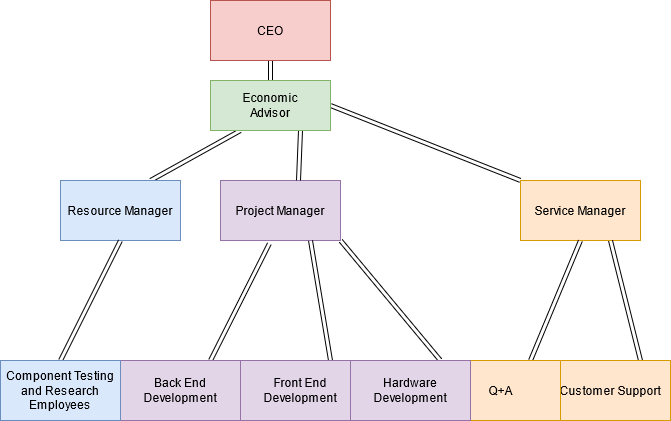 CEO
Economic
Advisor
Resource Manager
Project Manager
Service Manager
Component Testing
and Research
Employees
Back End
Development
Front End
Development
Hardware
Development
Q+A
Customer Support